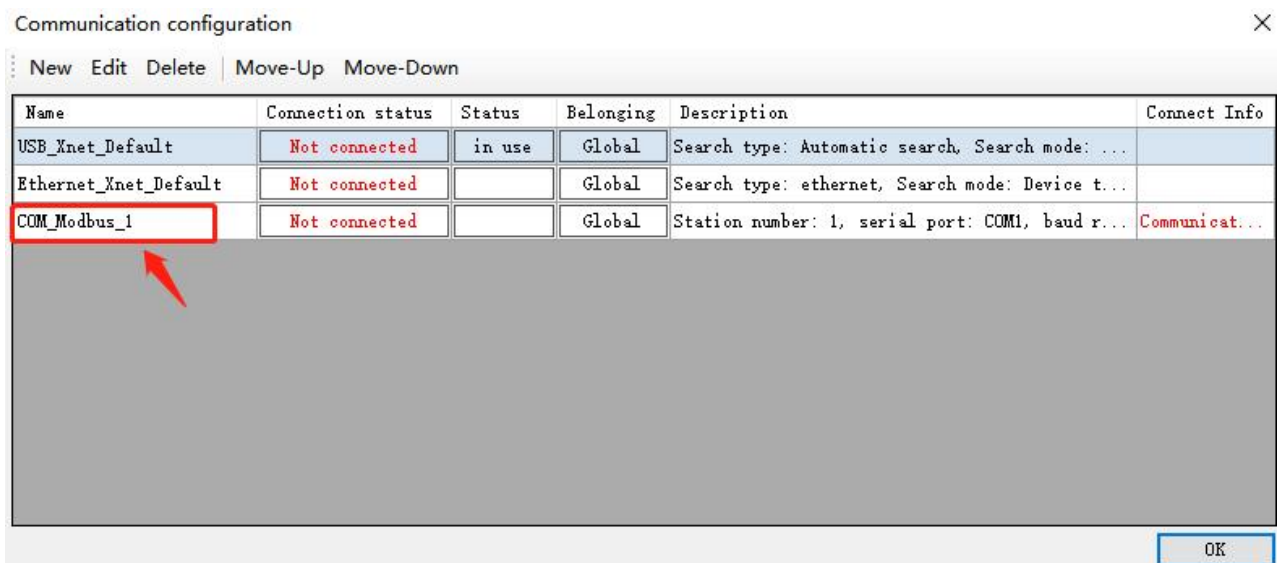 Communication configuration
New Edit Delete Move-Up Move-Down
Name Connection status Status Belonging Description Connect Info
USB_Xnet_Default Not connected in use Global Search type: Automatic search, Search mode: ...
Ethernet_Xnet_Default Not connected Global Search type: ethernet, Search mode: Device t...
COM_Modbus_1 Not connected Global Station number: 1, serial port: COM1, baud r... Communicat...
OK